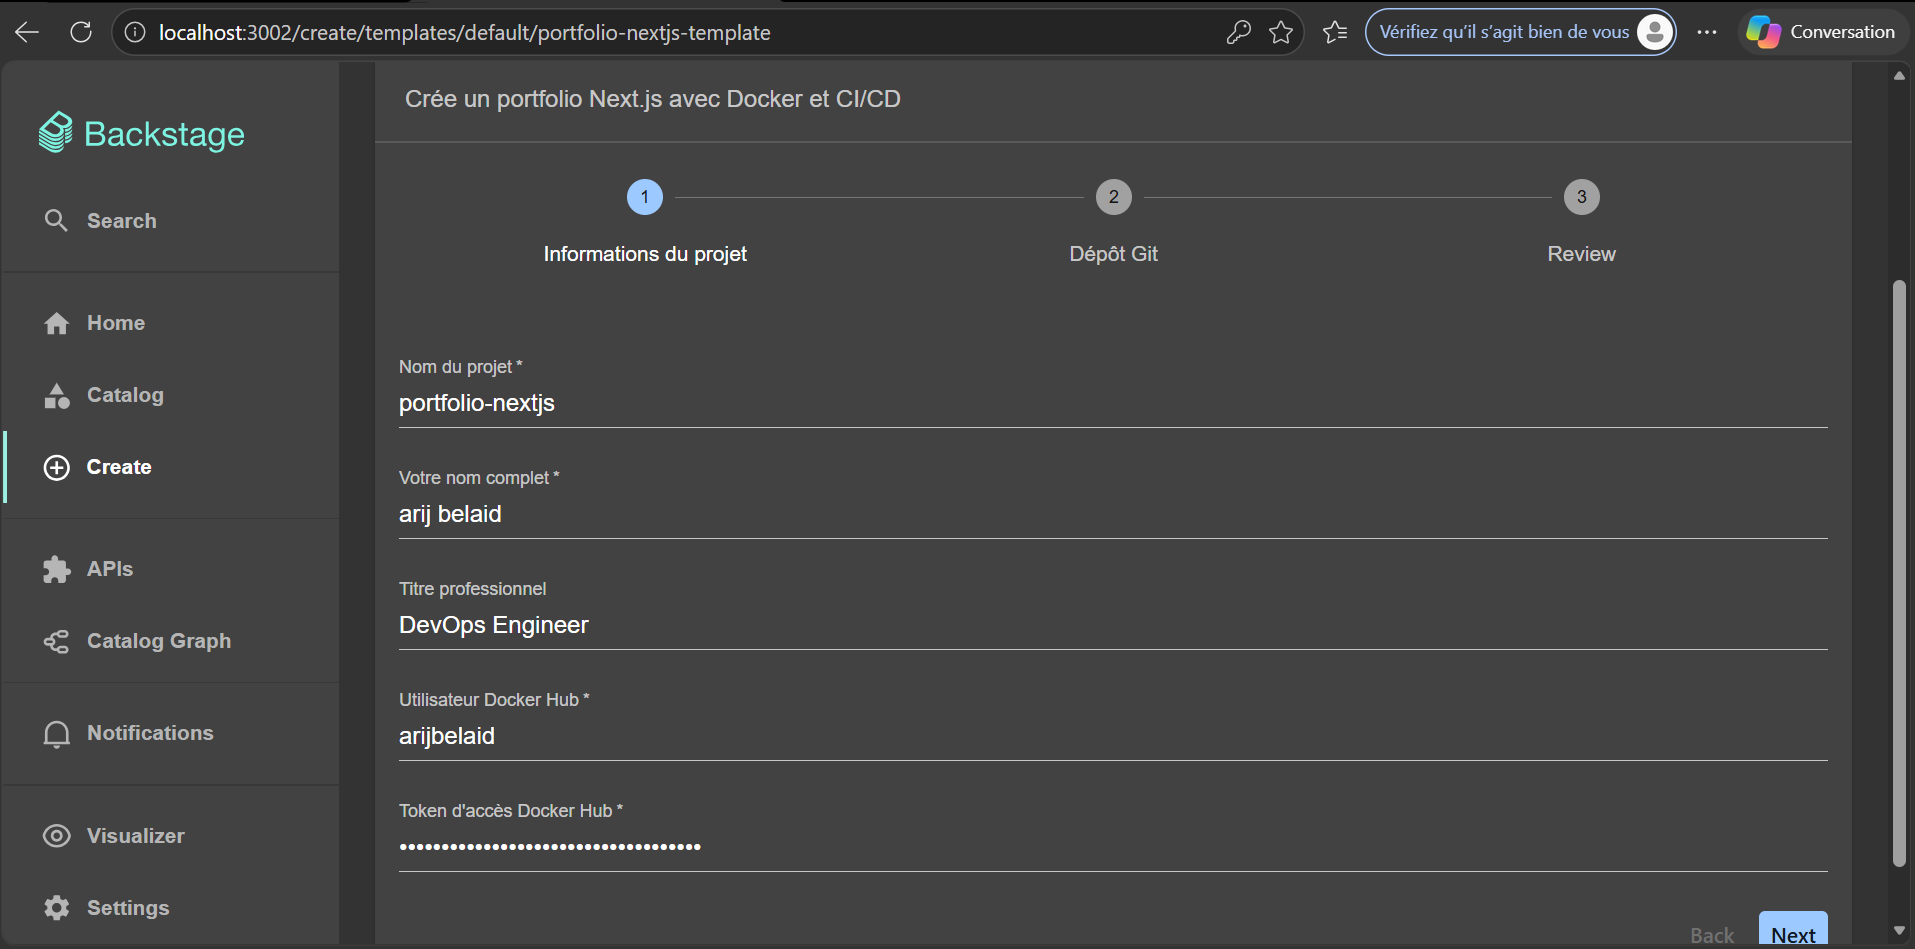 localhost:3002/create/templates/default/portfolio-nextjs-template
Vérifiez qu'il s'agit bien de vous
Conversation
Backstage
Search
Home
Catalog
Create
APIs
Catalog Graph
Notifications
Visualizer
Settings
Crée un portfolio Next.js avec Docker et CI/CD
1
2
3
Informations du projet
Dépôt Git
Review
Nom du projet *
portfolio-nextjs
Votre nom complet *
arij belaid
Titre professionnel
DevOps Engineer
Utilisateur Docker Hub *
arijbelaid
Token d'accès Docker Hub *
••••••••••••••••••••••••••••••••••••
Back
Next